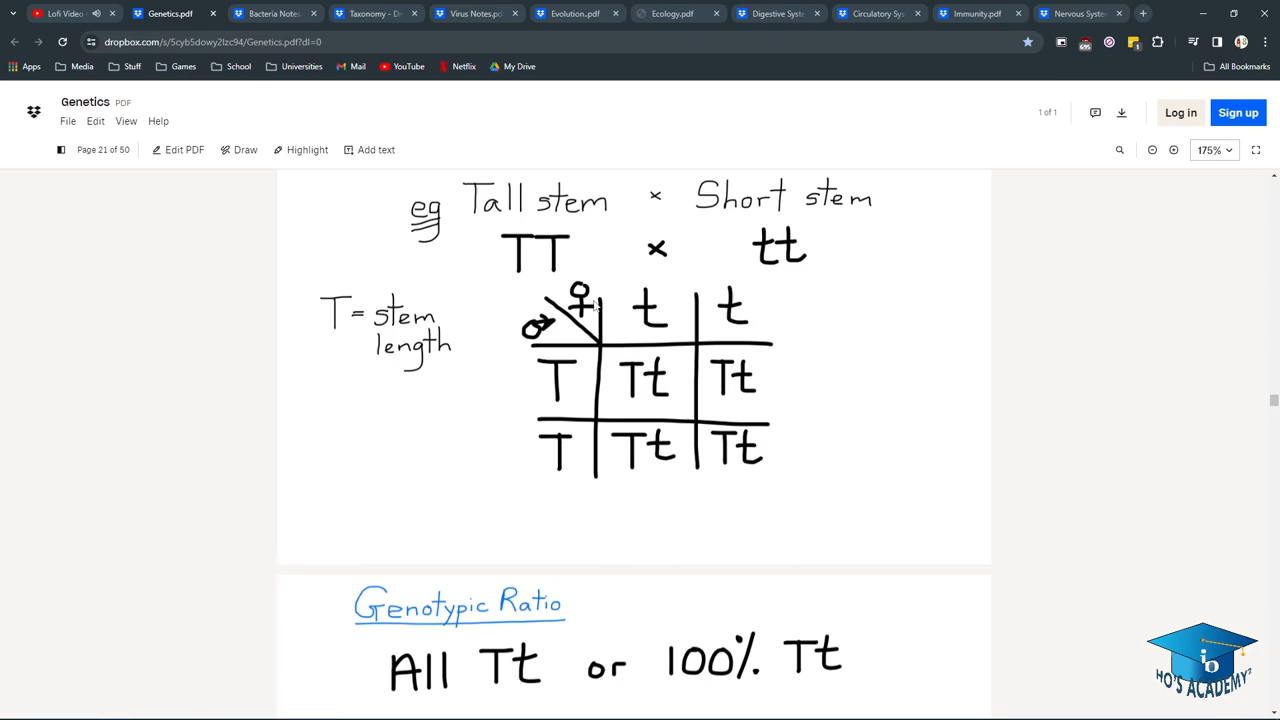 Lofi Video
Genetics.pdf
Bacteria Notes.
Taxonomy - D
Virus Notes.pd
Evolution..pdf
Ecology.pdf
Digestive Syst
Circulatory Sys
Immunity.pdf
Nervous System
dropbox.com/s/5cyb5dowy2lzc94/Genetics.pdf?dl=0
Apps
Media
Stuff
Games
School
Universities
Mail
YouTube
Netflix
My Drive
All Bookmarks
Genetics PDF
File Edit View Help
1 of 1
Log in
Sign up
Page 21 of 50
Edit PDF
Draw
Highlight
Add text
175%
eg Tall stem × Short stem
TT × tt
T = stem length
♀ t t
♂
T Tt Tt
T Tt Tt
Genotypic Ratio
All Tt or 100% Tt
HO'S ACADEMY